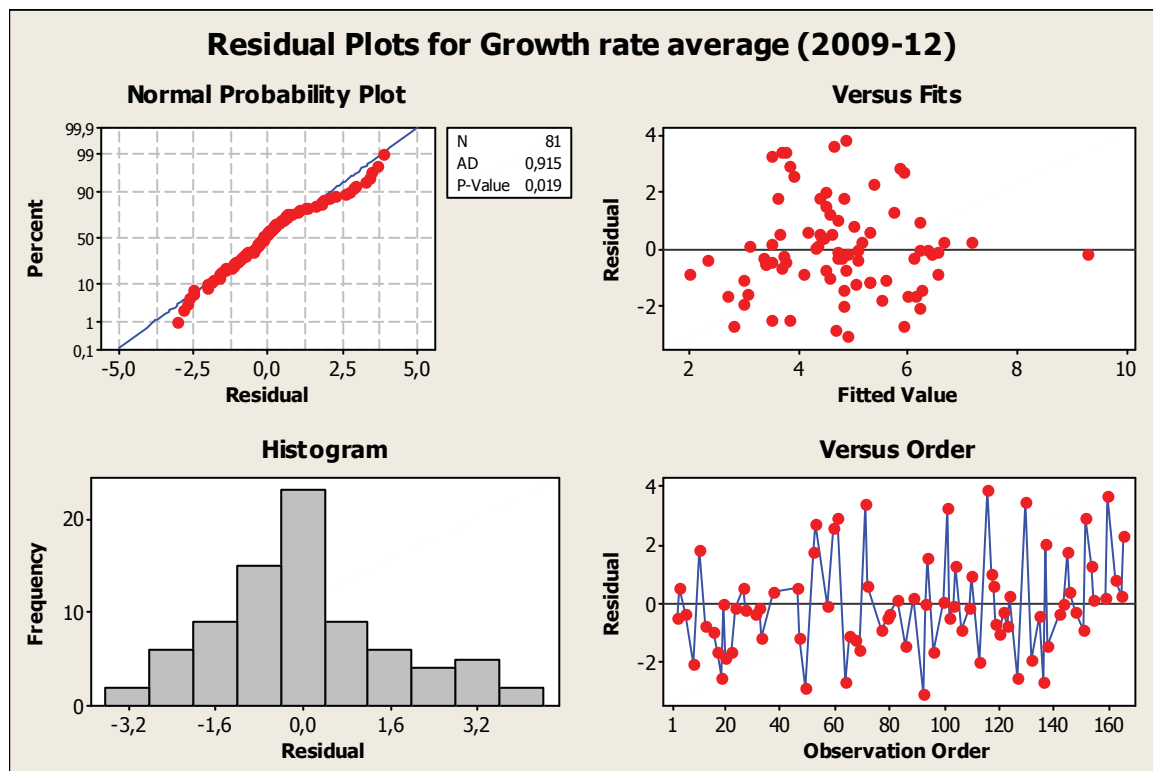 Residual Plots for Growth rate average (2009-12)
Normal Probability Plot
99,9
99
90
50
10
1
0,1
Percent
-5,0 -2,5 0,0 2,5 5,0
Residual
N 81
AD 0,915
P-Value 0,019
Versus Fits
4
2
0
-2
Residual
2 4 6 8 10
Fitted Value
Histogram
20
10
0
Frequency
-3,2 -1,6 0,0 1,6 3,2
Residual
Versus Order
4
2
0
-2
Residual
1 20 40 60 80 100 120 140 160
Observation Order